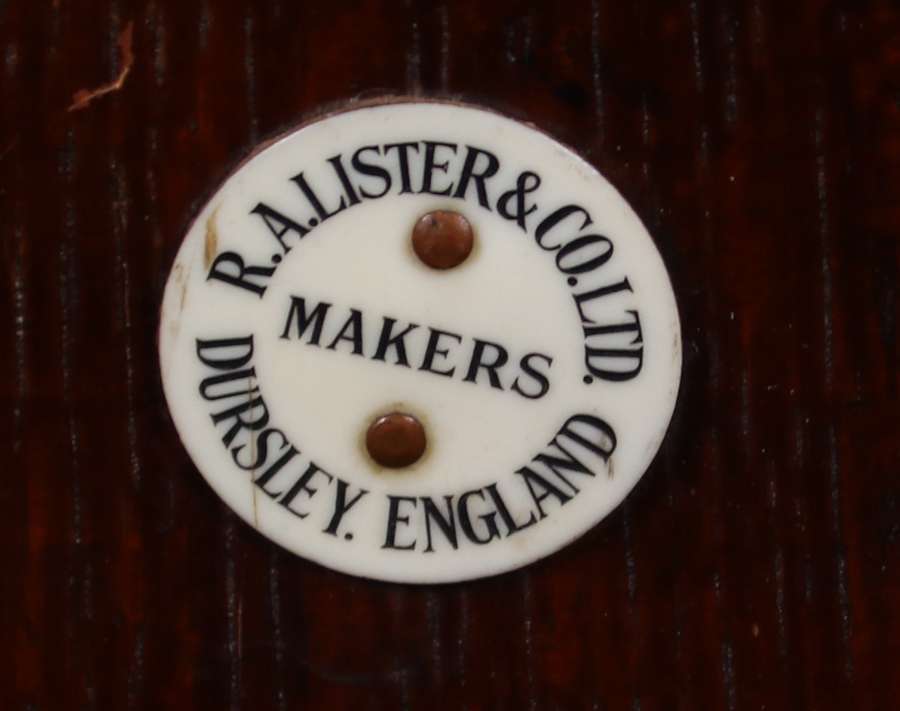 R.A.LISTER & CO.LTD.
MAKERS
DURSLEY. ENGLAND